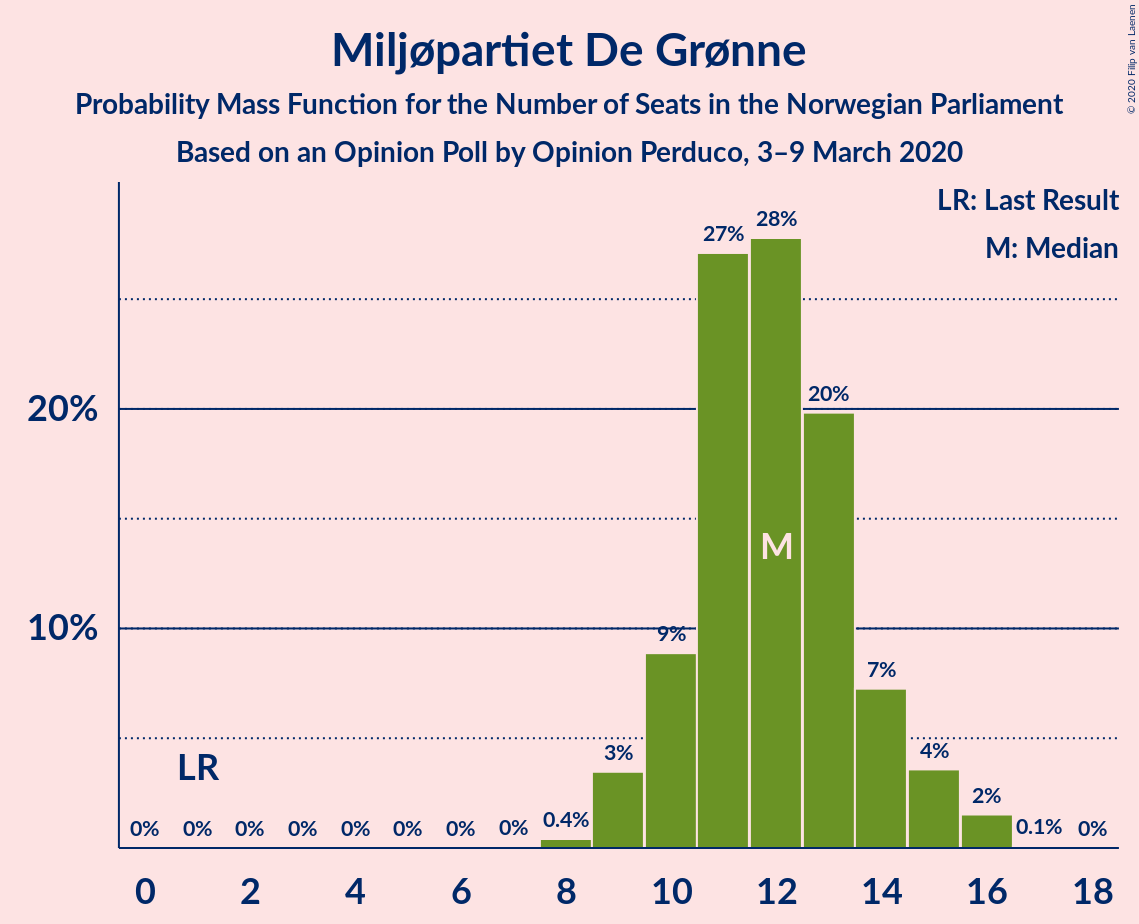 Miljøpartiet De Grønne
Probability Mass Function for the Number of Seats in the Norwegian Parliament
Based on an Opinion Poll by Opinion Perduco, 3–9 March 2020
© 2020 Filip van Laenen
LR: Last Result
M: Median
28%
27%
20%
20%
M
10%
9%
7%
LR
3%
4%
2%
0% 0% 0% 0% 0% 0% 0% 0% 0.4% 0.1% 0%
0 2 4 6 8 10 12 14 16 18